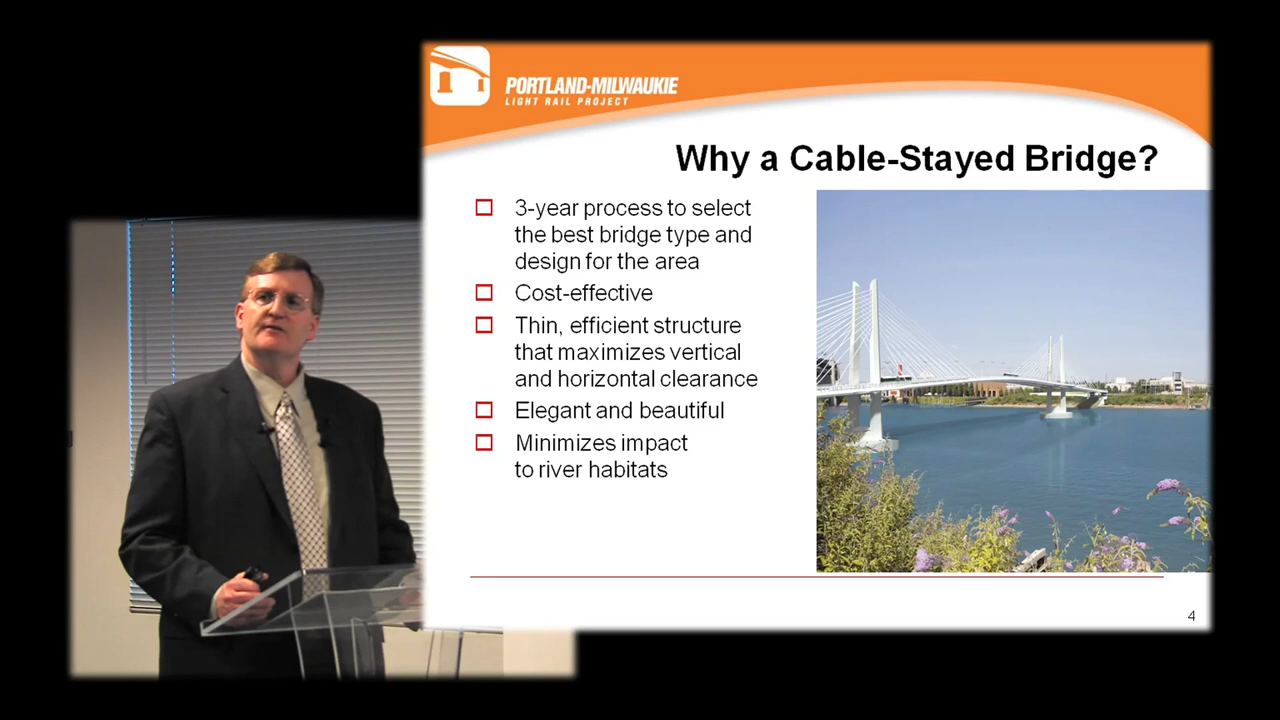 PORTLAND-MILWAUKIE
LIGHT RAIL PROJECT
Why a Cable-Stayed Bridge?
3-year process to select
the best bridge type and
design for the area
Cost-effective
Thin, efficient structure
that maximizes vertical
and horizontal clearance
Elegant and beautiful
Minimizes impact
to river habitats
4